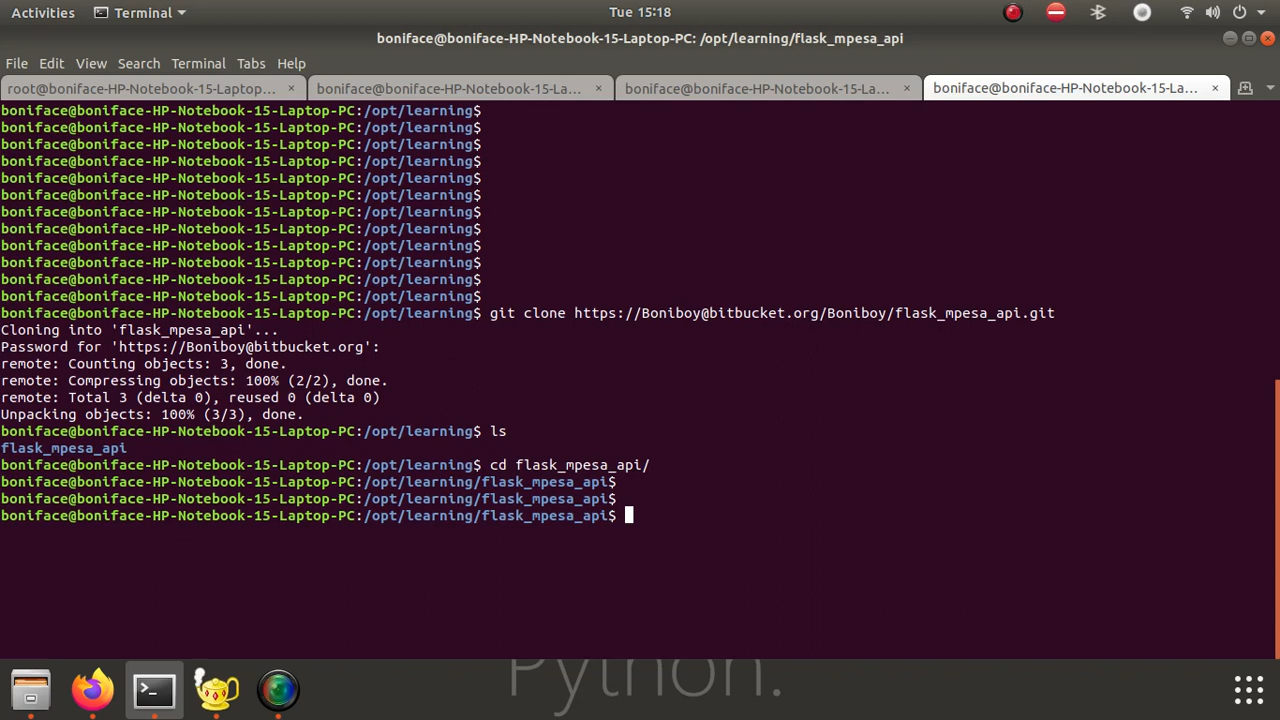 Activities Terminal Tue 15:18
boniface@boniface-HP-Notebook-15-Laptop-PC: /opt/learning/flask_mpesa_api
File Edit View Search Terminal Tabs Help
root@boniface-HP-Notebook-15-Laptop... × boniface@boniface-HP-Notebook-15-La... × boniface@boniface-HP-Notebook-15-La... × boniface@boniface-HP-Notebook-15-La... ×
boniface@boniface-HP-Notebook-15-Laptop-PC:/opt/learning$
boniface@boniface-HP-Notebook-15-Laptop-PC:/opt/learning$
boniface@boniface-HP-Notebook-15-Laptop-PC:/opt/learning$
boniface@boniface-HP-Notebook-15-Laptop-PC:/opt/learning$
boniface@boniface-HP-Notebook-15-Laptop-PC:/opt/learning$
boniface@boniface-HP-Notebook-15-Laptop-PC:/opt/learning$
boniface@boniface-HP-Notebook-15-Laptop-PC:/opt/learning$
boniface@boniface-HP-Notebook-15-Laptop-PC:/opt/learning$
boniface@boniface-HP-Notebook-15-Laptop-PC:/opt/learning$
boniface@boniface-HP-Notebook-15-Laptop-PC:/opt/learning$
boniface@boniface-HP-Notebook-15-Laptop-PC:/opt/learning$
boniface@boniface-HP-Notebook-15-Laptop-PC:/opt/learning$
boniface@boniface-HP-Notebook-15-Laptop-PC:/opt/learning$ git clone https://Boniboy@bitbucket.org/Boniboy/flask_mpesa_api.git
Cloning into 'flask_mpesa_api'...
Password for 'https://Boniboy@bitbucket.org':
remote: Counting objects: 3, done.
remote: Compressing objects: 100% (2/2), done.
remote: Total 3 (delta 0), reused 0 (delta 0)
Unpacking objects: 100% (3/3), done.
boniface@boniface-HP-Notebook-15-Laptop-PC:/opt/learning$ ls
flask_mpesa_api
boniface@boniface-HP-Notebook-15-Laptop-PC:/opt/learning$ cd flask_mpesa_api/
boniface@boniface-HP-Notebook-15-Laptop-PC:/opt/learning/flask_mpesa_api$
boniface@boniface-HP-Notebook-15-Laptop-PC:/opt/learning/flask_mpesa_api$
boniface@boniface-HP-Notebook-15-Laptop-PC:/opt/learning/flask_mpesa_api$
Python.